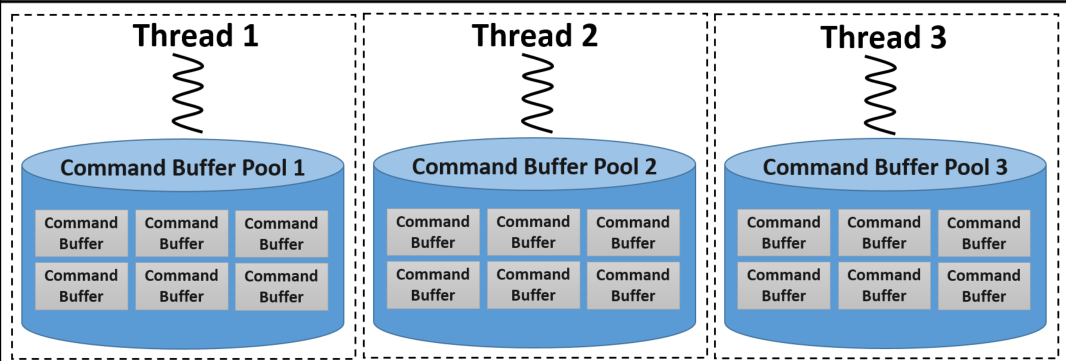 Thread 1
Command Buffer Pool 1
Command Command Command
Buffer Buffer Buffer
Command Command Command
Buffer Buffer Buffer
Thread 2
Command Buffer Pool 2
Command Command Command
Buffer Buffer Buffer
Command Command Command
Buffer Buffer Buffer
Thread 3
Command Buffer Pool 3
Command Command Command
Buffer Buffer Buffer
Command Command Command
Buffer Buffer Buffer